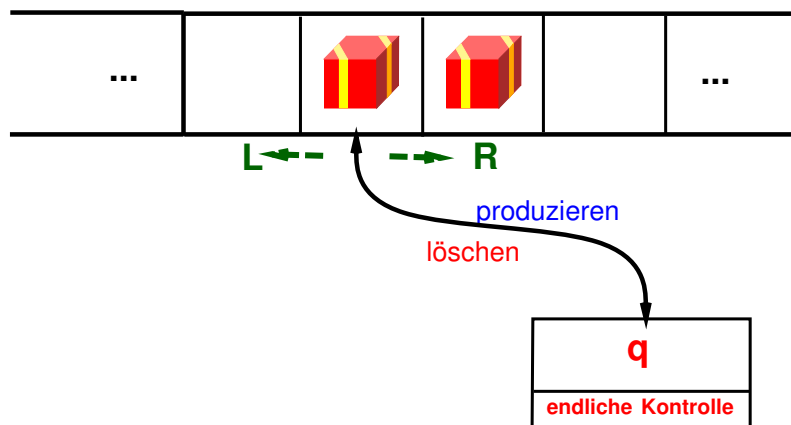 ... ...
L R
produzieren
löschen
q
endliche Kontrolle